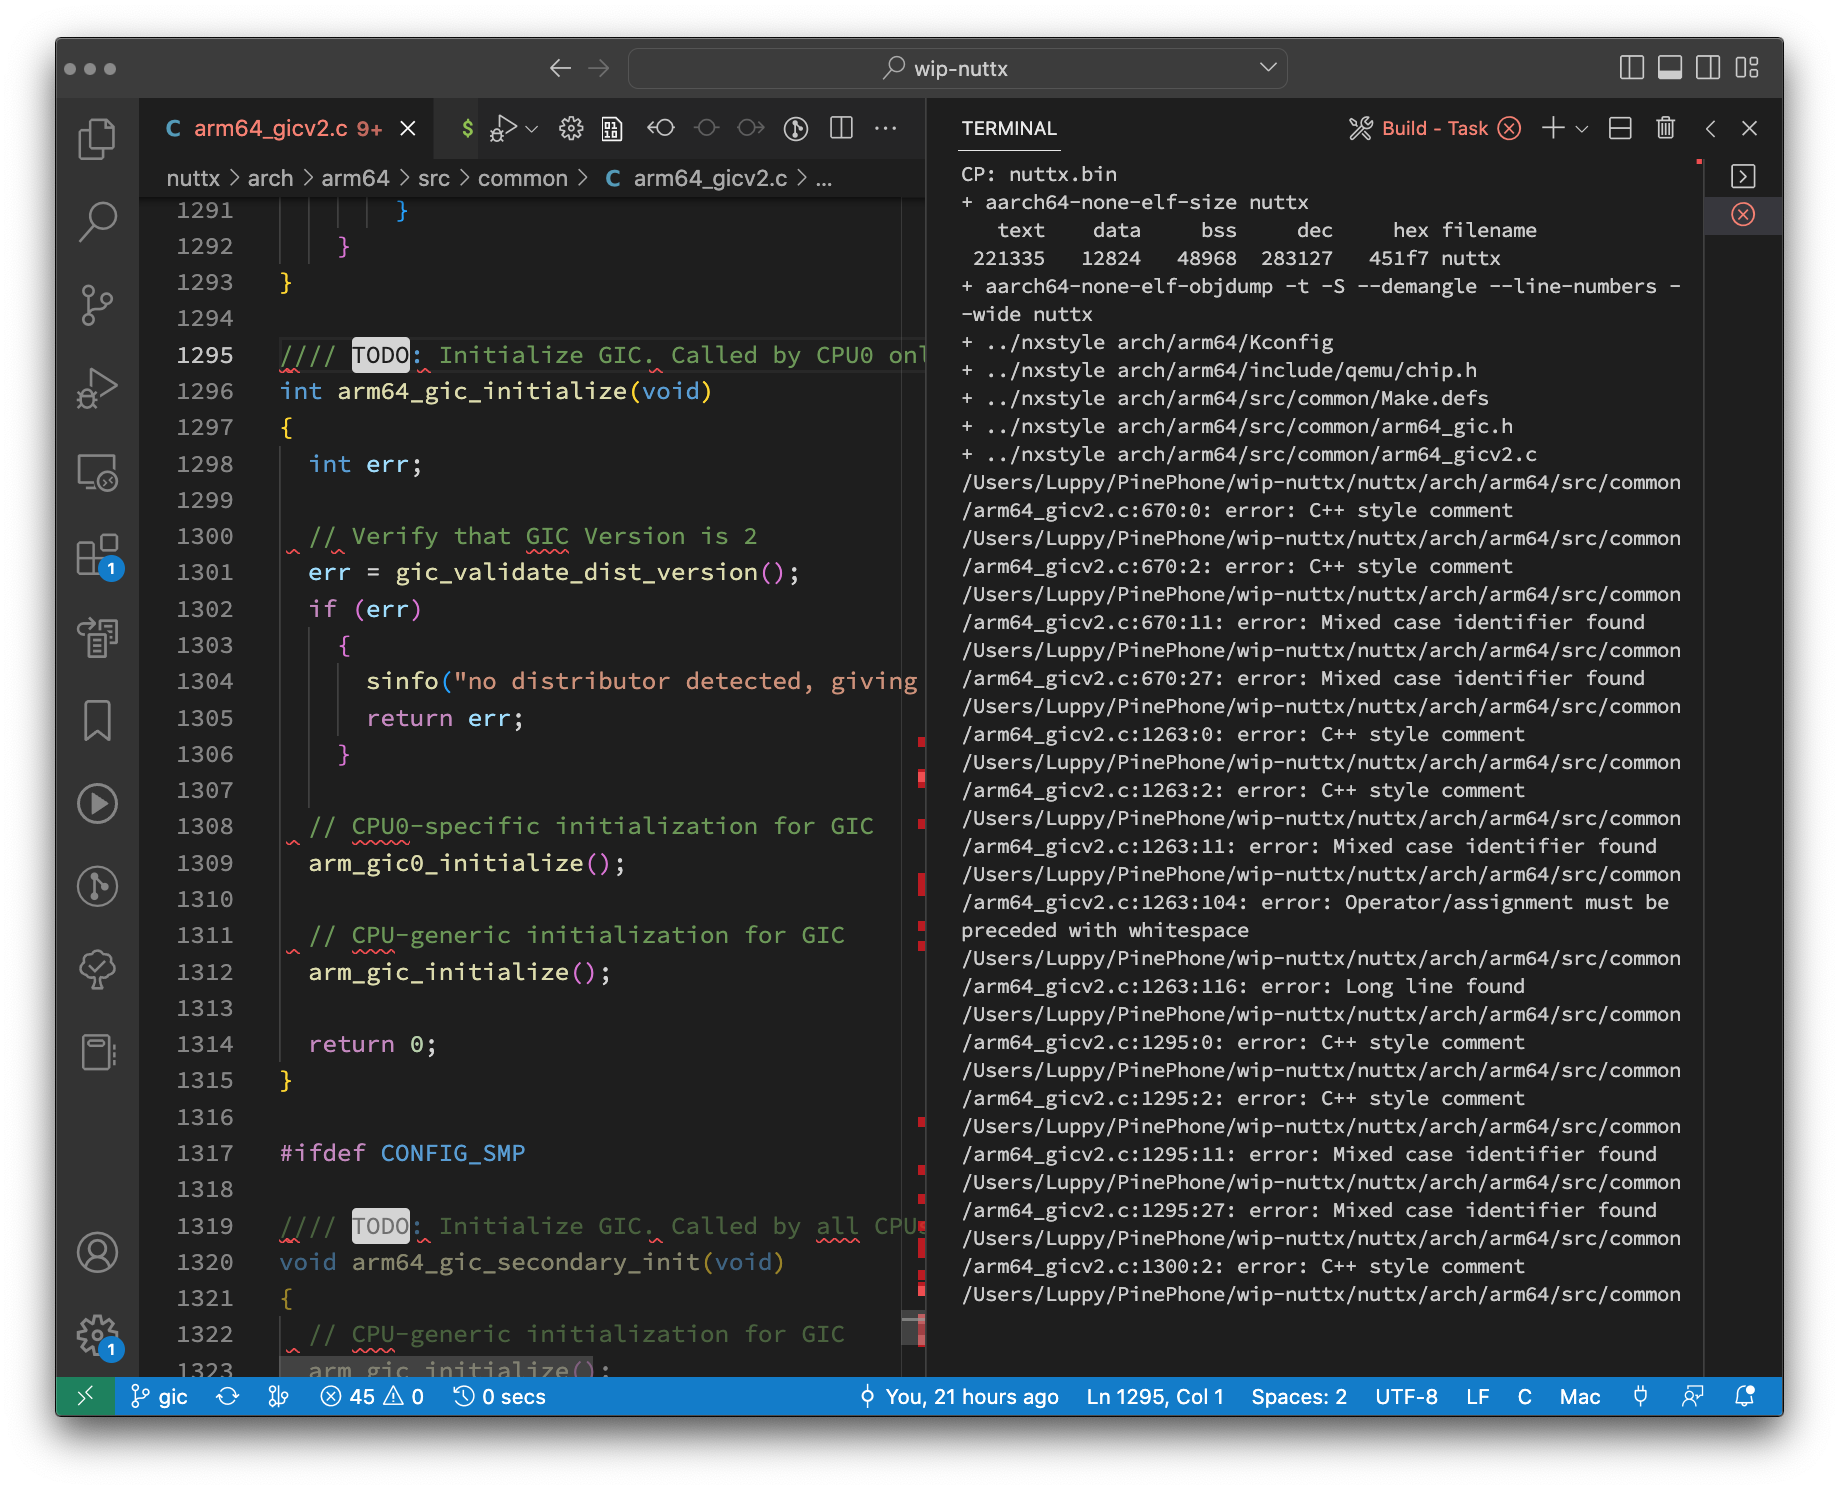 wip-nuttx
C arm64_gicv2.c 9+
$
nuttx > arch > arm64 > src > common > C arm64_gicv2.c > ...
1291 }
1292 }
1293 }
1294
1295 //// TODO: Initialize GIC. Called by CPU0 onl
1296 int arm64_gic_initialize(void)
1297 {
1298 int err;
1299
1300 // Verify that GIC Version is 2
1301 err = gic_validate_dist_version();
1302 if (err)
1303 {
1304 sinfo("no distributor detected, giving
1305 return err;
1306 }
1307
1308 // CPU0-specific initialization for GIC
1309 arm_gic0_initialize();
1310
1311 // CPU-generic initialization for GIC
1312 arm_gic_initialize();
1313
1314 return 0;
1315 }
1316
1317 #ifdef CONFIG_SMP
1318
1319 //// TODO: Initialize GIC. Called by all CPUs
1320 void arm64_gic_secondary_init(void)
1321 {
1322 // CPU-generic initialization for GIC
1323 arm_gic_initialize();
TERMINAL
Build - Task
CP: nuttx.bin
+ aarch64-none-elf-size nuttx
text data bss dec hex filename
221335 12824 48968 283127 451f7 nuttx
+ aarch64-none-elf-objdump -t -S --demangle --line-numbers -
-wide nuttx
+ ../nxstyle arch/arm64/Kconfig
+ ../nxstyle arch/arm64/include/qemu/chip.h
+ ../nxstyle arch/arm64/src/common/Make.defs
+ ../nxstyle arch/arm64/src/common/arm64_gic.h
+ ../nxstyle arch/arm64/src/common/arm64_gicv2.c
/Users/Luppy/PinePhone/wip-nuttx/nuttx/arch/arm64/src/common
/arm64_gicv2.c:670:0: error: C++ style comment
/Users/Luppy/PinePhone/wip-nuttx/nuttx/arch/arm64/src/common
/arm64_gicv2.c:670:2: error: C++ style comment
/Users/Luppy/PinePhone/wip-nuttx/nuttx/arch/arm64/src/common
/arm64_gicv2.c:670:11: error: Mixed case identifier found
/Users/Luppy/PinePhone/wip-nuttx/nuttx/arch/arm64/src/common
/arm64_gicv2.c:670:27: error: Mixed case identifier found
/Users/Luppy/PinePhone/wip-nuttx/nuttx/arch/arm64/src/common
/arm64_gicv2.c:1263:0: error: C++ style comment
/Users/Luppy/PinePhone/wip-nuttx/nuttx/arch/arm64/src/common
/arm64_gicv2.c:1263:2: error: C++ style comment
/Users/Luppy/PinePhone/wip-nuttx/nuttx/arch/arm64/src/common
/arm64_gicv2.c:1263:11: error: Mixed case identifier found
/Users/Luppy/PinePhone/wip-nuttx/nuttx/arch/arm64/src/common
/arm64_gicv2.c:1263:104: error: Operator/assignment must be
preceded with whitespace
/Users/Luppy/PinePhone/wip-nuttx/nuttx/arch/arm64/src/common
/arm64_gicv2.c:1263:116: error: Long line found
/Users/Luppy/PinePhone/wip-nuttx/nuttx/arch/arm64/src/common
/arm64_gicv2.c:1295:0: error: C++ style comment
/Users/Luppy/PinePhone/wip-nuttx/nuttx/arch/arm64/src/common
/arm64_gicv2.c:1295:2: error: C++ style comment
/Users/Luppy/PinePhone/wip-nuttx/nuttx/arch/arm64/src/common
/arm64_gicv2.c:1295:11: error: Mixed case identifier found
/Users/Luppy/PinePhone/wip-nuttx/nuttx/arch/arm64/src/common
/arm64_gicv2.c:1295:27: error: Mixed case identifier found
/Users/Luppy/PinePhone/wip-nuttx/nuttx/arch/arm64/src/common
/arm64_gicv2.c:1300:2: error: C++ style comment
/Users/Luppy/PinePhone/wip-nuttx/nuttx/arch/arm64/src/common
1
1
gic 45 0 0 secs You, 21 hours ago Ln 1295, Col 1 Spaces: 2 UTF-8 LF C Mac